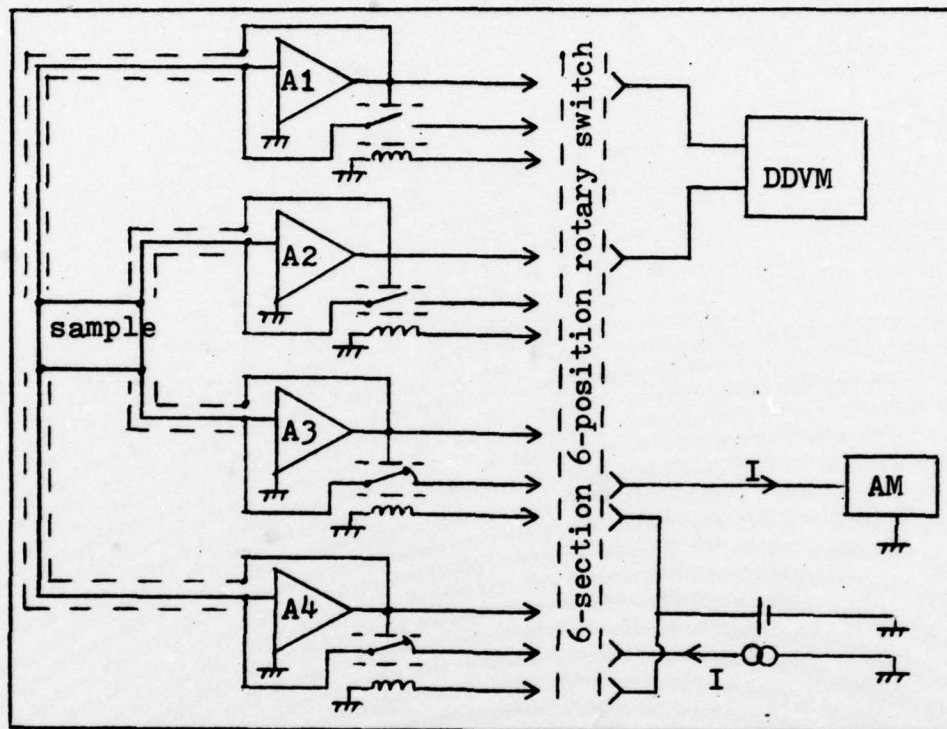 A1
DDVM
A2
sample
6-section 6-position rotary switch
A3
I
AM
A4
I